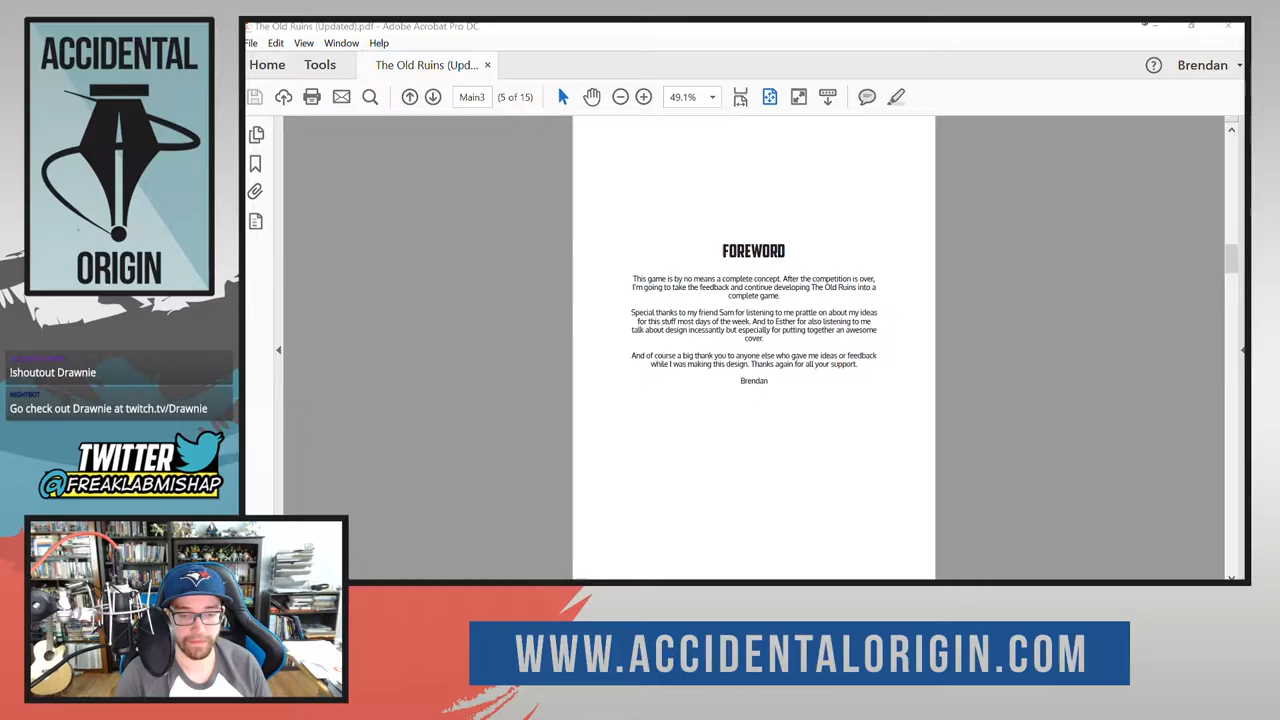 ACCIDENTAL
ORIGIN
The Old Ruins (Updated).pdf - Adobe Acrobat Pro DC
File Edit View Window Help
Home Tools The Old Ruins (Upd... × Brendan
Main3 (5 of 15) 49.1%
FOREWORD
This game is by no means a complete concept. After the competition is over,
I'm going to take the feedback and continue developing The Old Ruins into a
complete game.
Special thanks to my friend Sam for listening to me prattle on about my ideas
for this stuff most days of the week. And to Esther for also listening to me
talk about design incessantly but especially for putting together an awesome
cover.
And of course a big thank you to anyone else who gave me ideas or feedback
while I was making this design. Thanks again for all your support.
Brendan
!shoutout Drawnie
NIGHTBOT
Go check out Drawnie at twitch.tv/Drawnie
TWITTER
@FREAKLABMISHAP
WWW.ACCIDENTALORIGIN.COM